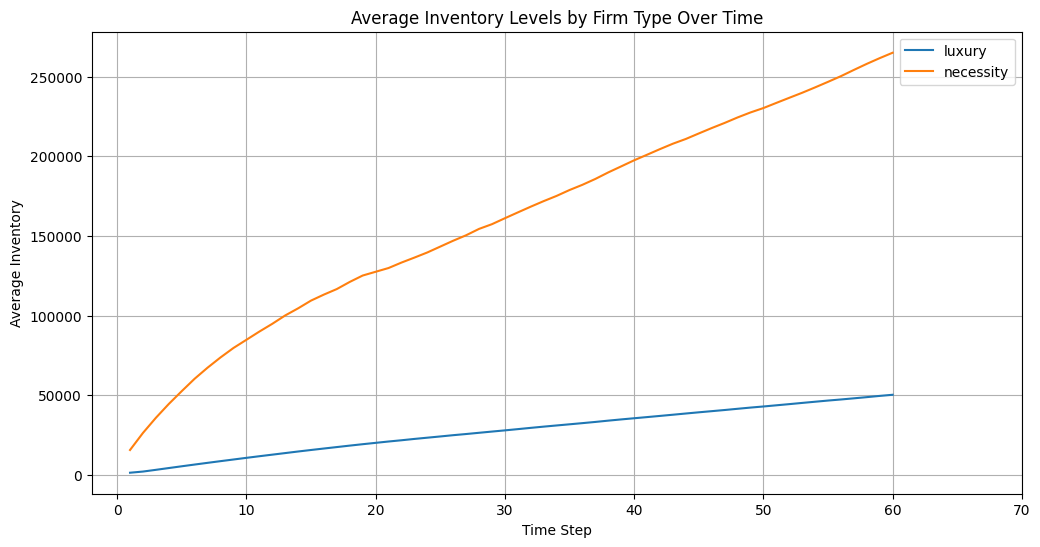 Average Inventory Levels by Firm Type Over Time
luxury
necessity
Average Inventory
250000
200000
150000
100000
50000
0
0 10 20 30 40 50 60 70
Time Step